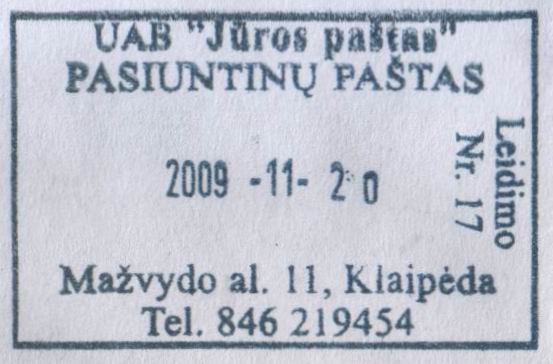 UAB "Jūros paštas"
PASIUNTINŲ PAŠTAS
2009 -11- 20
Leidimo
Nr. 17
Mažvydo al. 11, Klaipėda
Tel. 846 219454